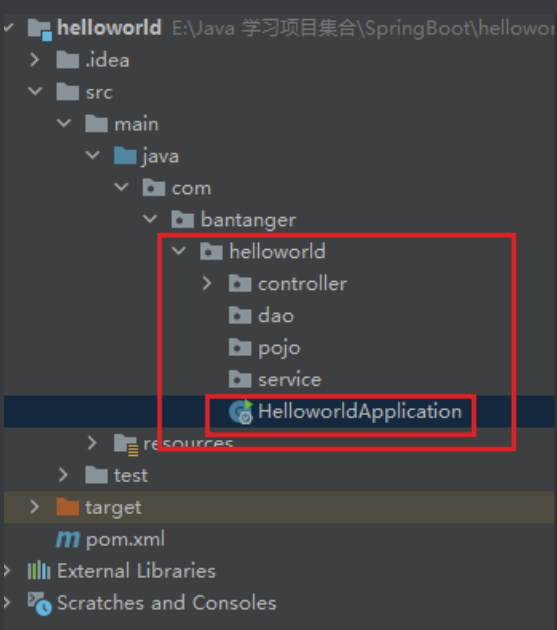 helloworld E:\Java 学习项目集合\SpringBoot\hellowor
.idea
src
main
java
com
bantanger
helloworld
controller
dao
pojo
service
HelloworldApplication
resources
test
target
m pom.xml
External Libraries
Scratches and Consoles